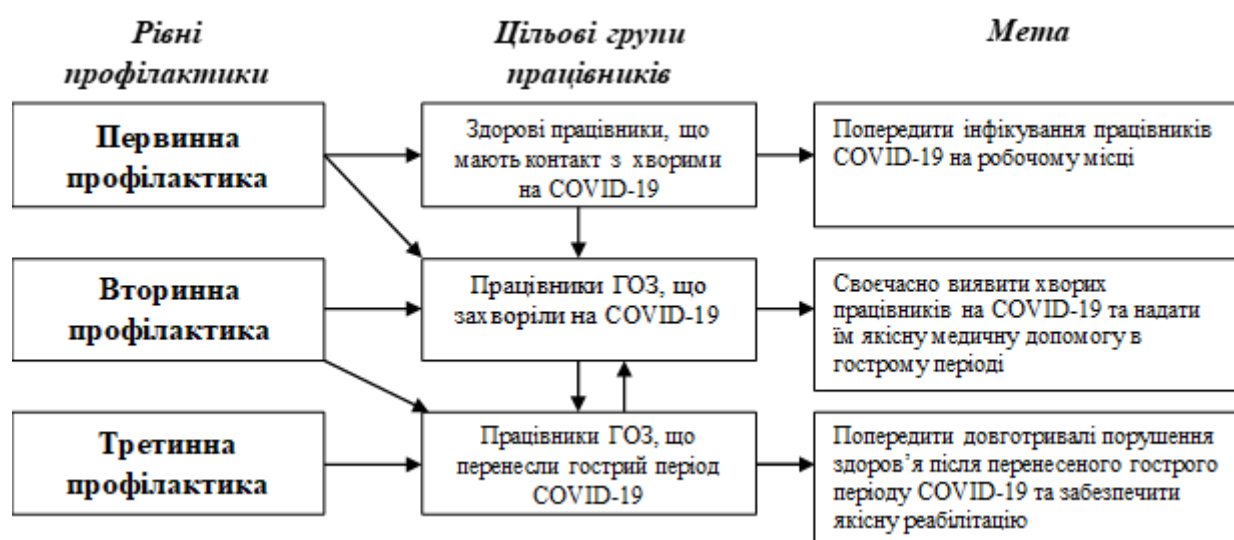 Рівні
профілактики
Цільові групи
працівників
Мета
Первинна
профілактика
Здорові працівники, що
мають контакт з хворими
на COVID-19
Попередити інфікування працівників
COVID-19 на робочому місці
Вторинна
профілактика
Працівники ГОЗ, що
захворіли на COVID-19
Своєчасно виявити хворих
працівників на COVID-19 та надати
їм якісну медичну допомогу в
гострому періоді
Третинна
профілактика
Працівники ГОЗ, що
перенесли гострий період
COVID-19
Попередити довготривалі порушення
здоров’я після перенесеного гострого
періоду COVID-19 та забезпечити
якісну реабілітацію